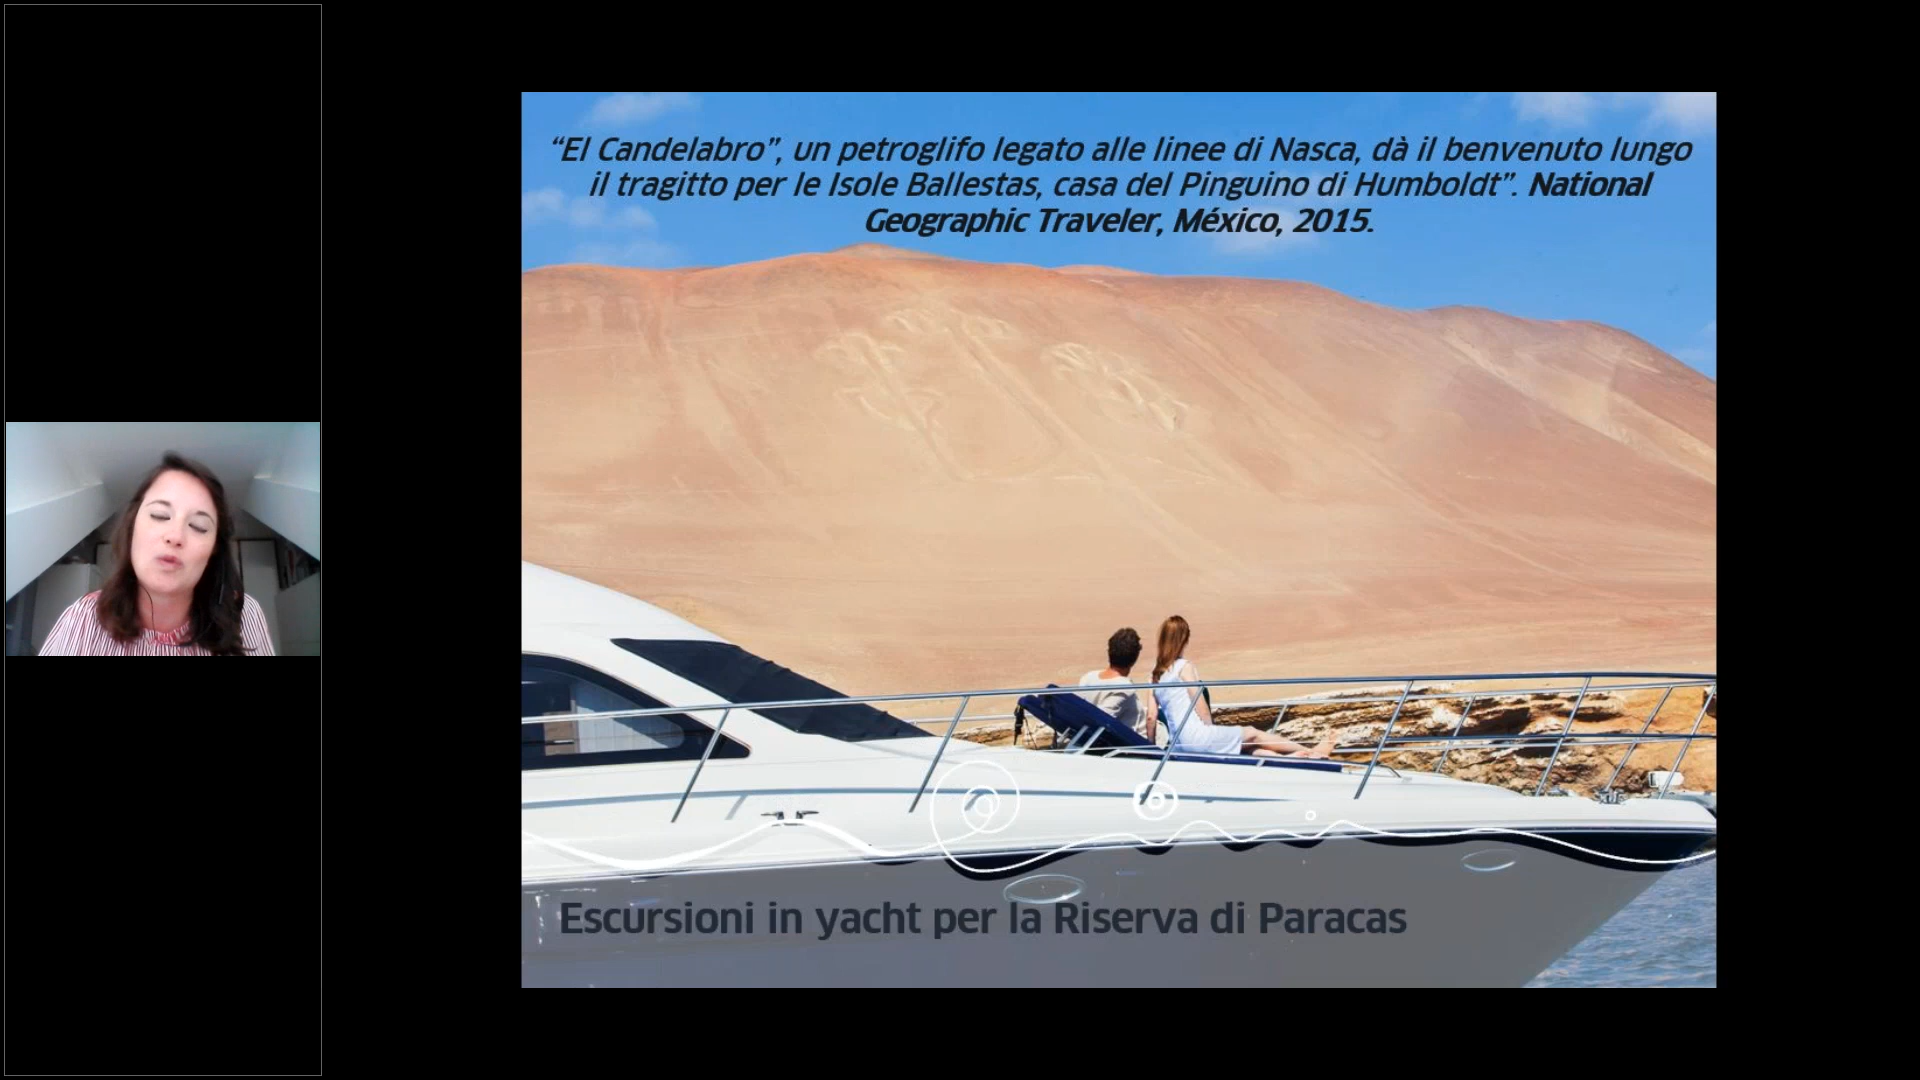 “El Candelabro”, un petroglifo legato alle linee di Nasca, dà il benvenuto lungo
il tragitto per le Isole Ballestas, casa del Pinguino di Humboldt”. National
Geographic Traveler, México, 2015.
Escursioni in yacht per la Riserva di Paracas